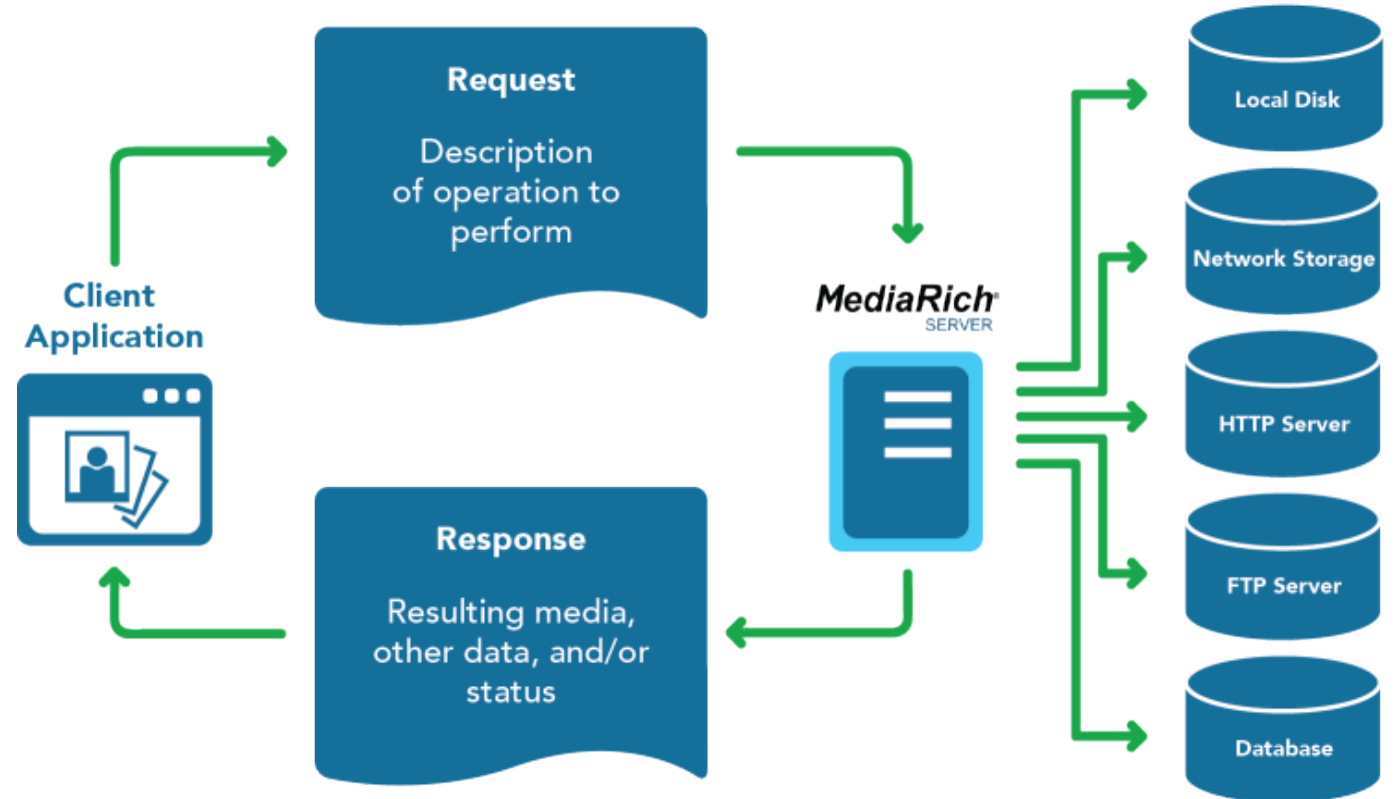 Request
Description
of operation to
perform
Client
Application
MediaRich®
SERVER
Response
Resulting media,
other data, and/or
status
Local Disk
Network Storage
HTTP Server
FTP Server
Database